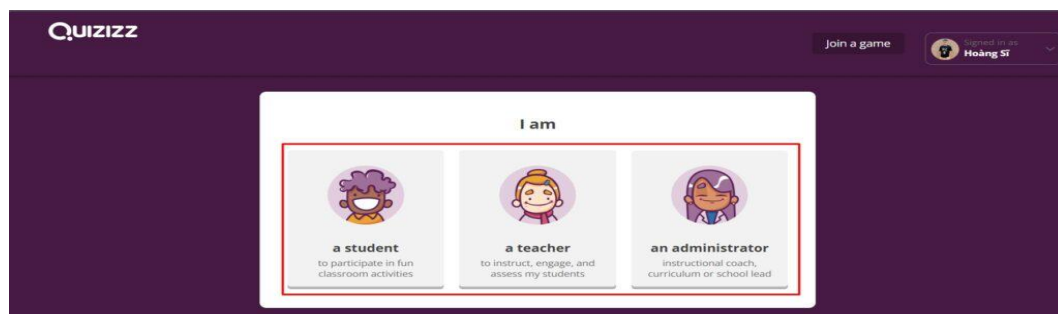 QUIZIZZ
Join a game
Signed in as
Hoàng Sĩ
I am
a student
to participate in fun
classroom activities
a teacher
to instruct, engage, and
assess my students
an administrator
instructional coach,
curriculum or school lead